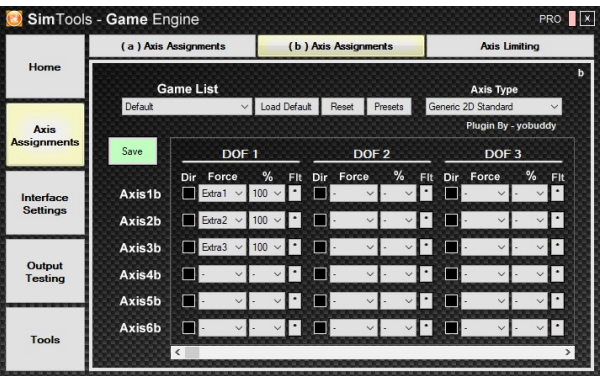 SimTools - Game Engine PRO X
( a ) Axis Assignments ( b ) Axis Assignments Axis Limiting
Home
b
Game List Axis Type
Default Load Default Reset Presets Generic 2D Standard
Plugin By - yobuddy
Axis
Assignments
Save DOF 1 DOF 2 DOF 3
Dir Force % Flt Dir Force % Flt Dir Force % Flt
Axis1b Extra1 100 * - - * - - *
Interface
Settings
Axis2b Extra2 100 * - - * - - *
Axis3b Extra3 100 * - - * - - *
Output
Testing
Axis4b - - * - - * - - *
Axis5b - - * - - * - - *
Axis6b - - * - - * - - *
Tools